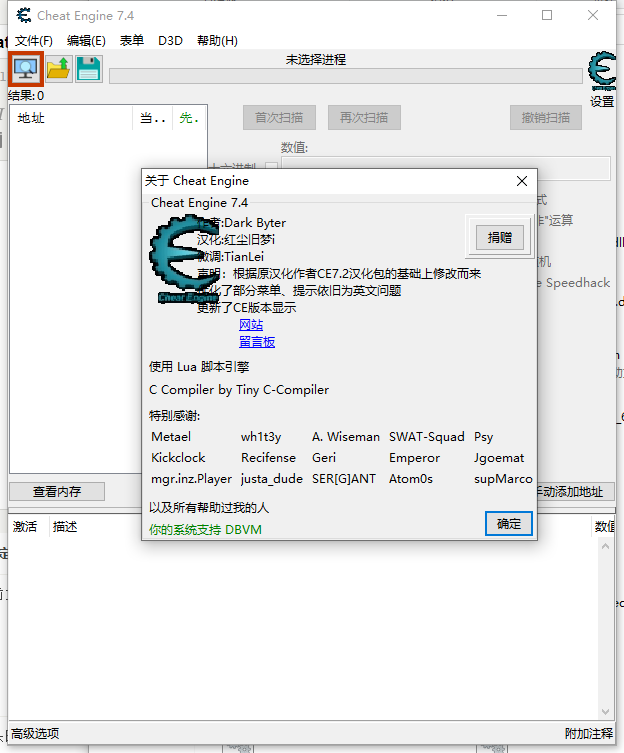 Cheat Engine 7.4
文件(F) 编辑(E) 表单 D3D 帮助(H)
未选择进程
结果: 0
设置
地址 当.. 先.
首次扫描 再次扫描 撤销扫描
数值:
关于 Cheat Engine
Cheat Engine 7.4
:Dark Byter
汉化:红尘旧梦i
微调:TianLei
声明：根据原汉化作者CE7.2汉化包的基础上修改而来
化了部分菜单、提示依旧为英文问题
更新了CE版本显示
捐赠
网站
留言板
使用 Lua 脚本引擎
C Compiler by Tiny C-Compiler
特别感谢:
Metael wh1t3y A. Wiseman SWAT-Squad Psy
Kickclock Recifense Geri Emperor Jgoemat
mgr.inz.Player justa_dude SER[G]ANT Atom0s supMarco
以及所有帮助过我的人
你的系统支持 DBVM
确定
式
作"运算
机
e Speedhack
查看内存 手动添加地址
激活 描述 数值
高级选项 附加注释